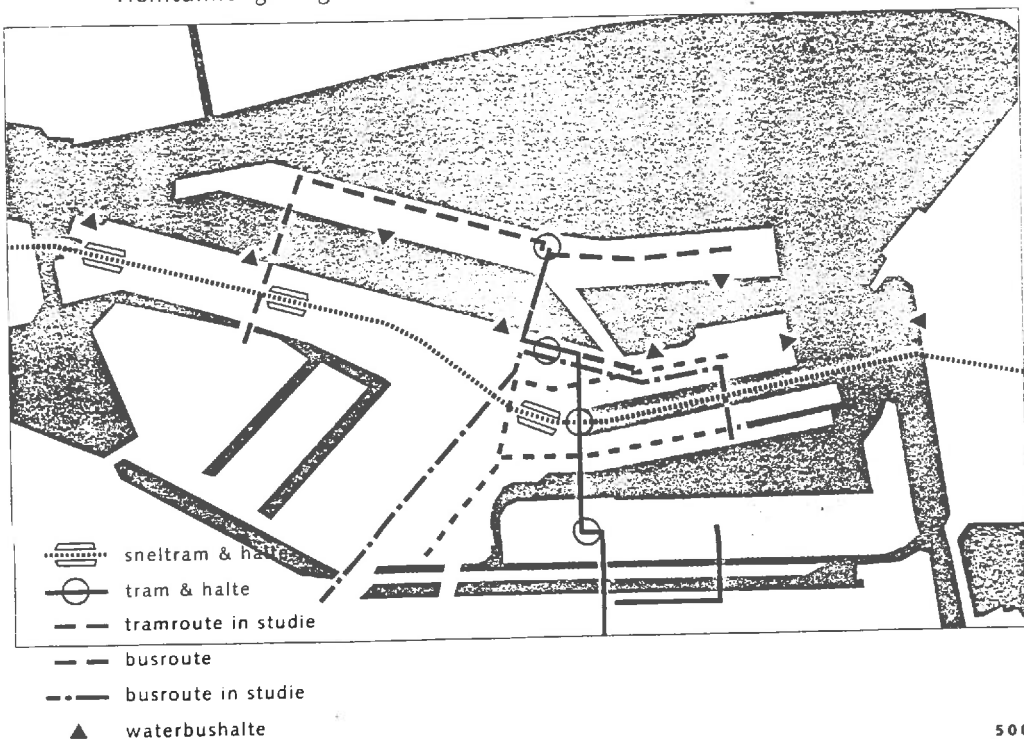 sneltram & halte
tram & halte
tramroute in studie
busroute
busroute in studie
waterbushalte